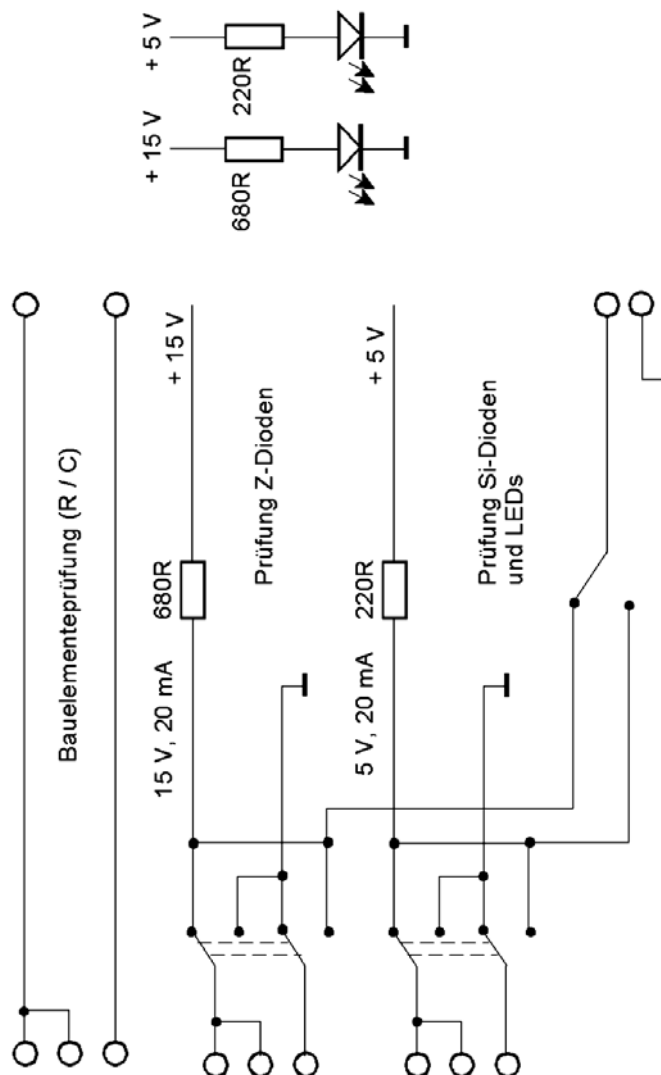 + 5 V
220R
+ 15 V
680R
Bauelementeprüfung (R / C)
+ 15 V
680R
15 V, 20 mA
Prüfung Z-Dioden
+ 5 V
220R
5 V, 20 mA
Prüfung Si-Dioden
und LEDs